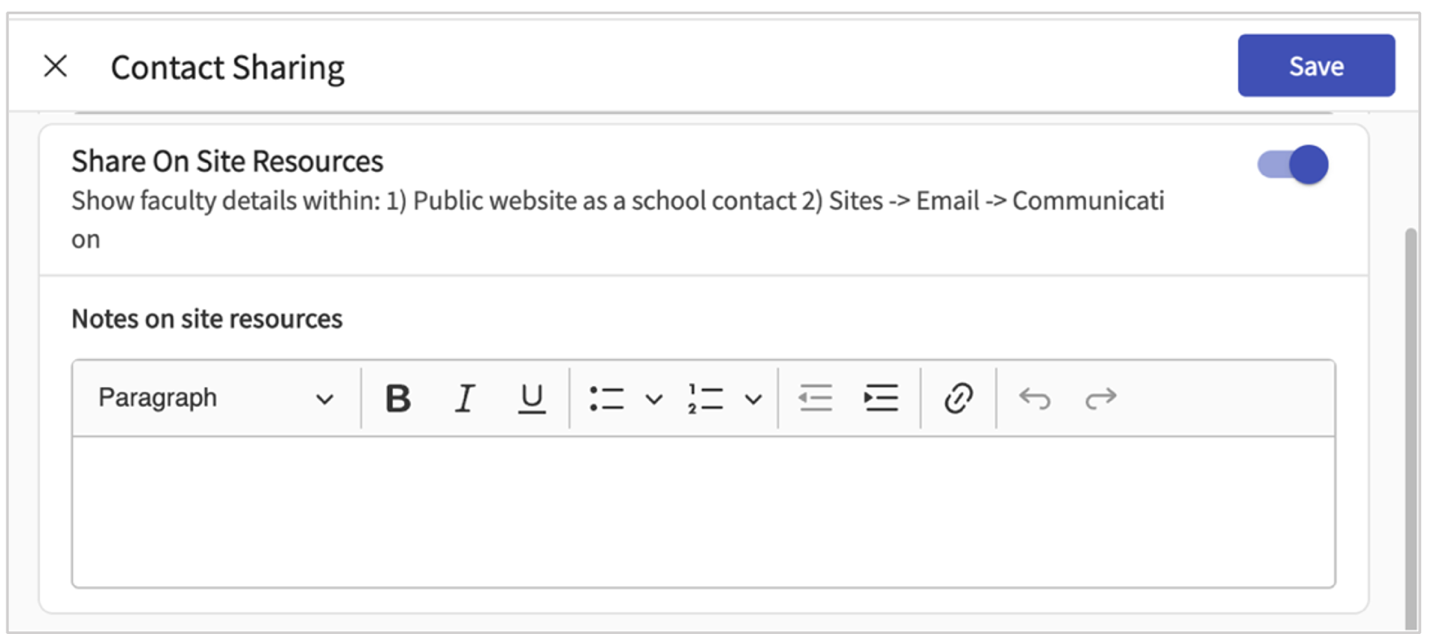 Contact Sharing
Save
Share On Site Resources
Show faculty details within: 1) Public website as a school contact 2) Sites -> Email -> Communicati
on
Notes on site resources
Paragraph B I U